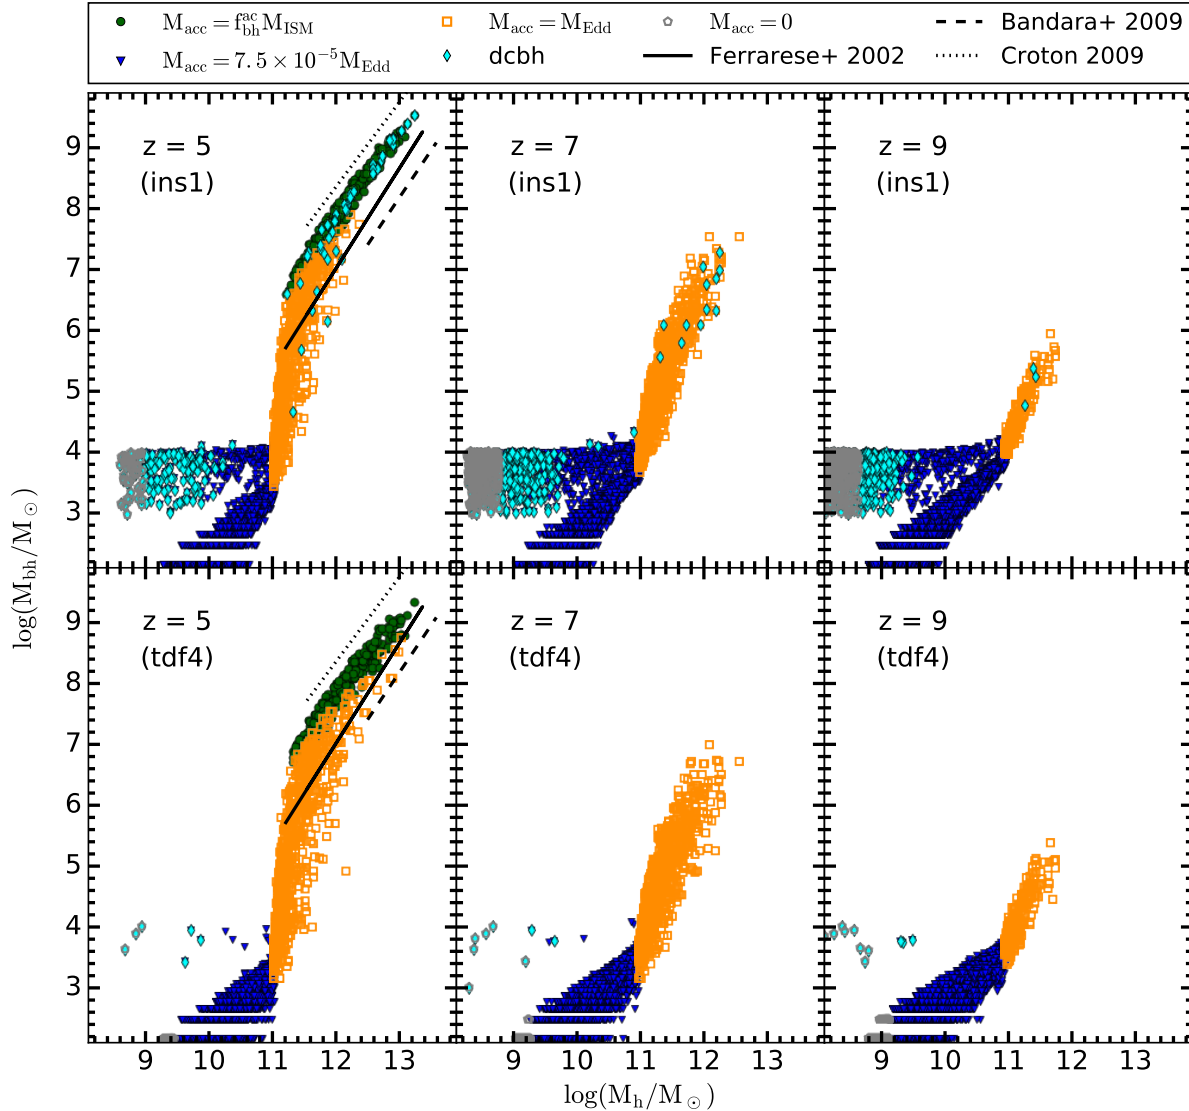 M_acc = f_bh^ac M_ISM M_acc = M_Edd M_acc = 0 Bandara+ 2009
M_acc = 7.5 × 10^−5 M_Edd dcbh Ferrarese+ 2002 Croton 2009
z = 5 z = 7 z = 9
(ins1) (ins1) (ins1)
9
8
7
6
5
4
3
log(M_bh/M_⊙)
z = 5 z = 7 z = 9
(tdf4) (tdf4) (tdf4)
9
8
7
6
5
4
3
9 10 11 12 13 9 10 11 12 13 9 10 11 12 13
log(M_h/M_⊙)